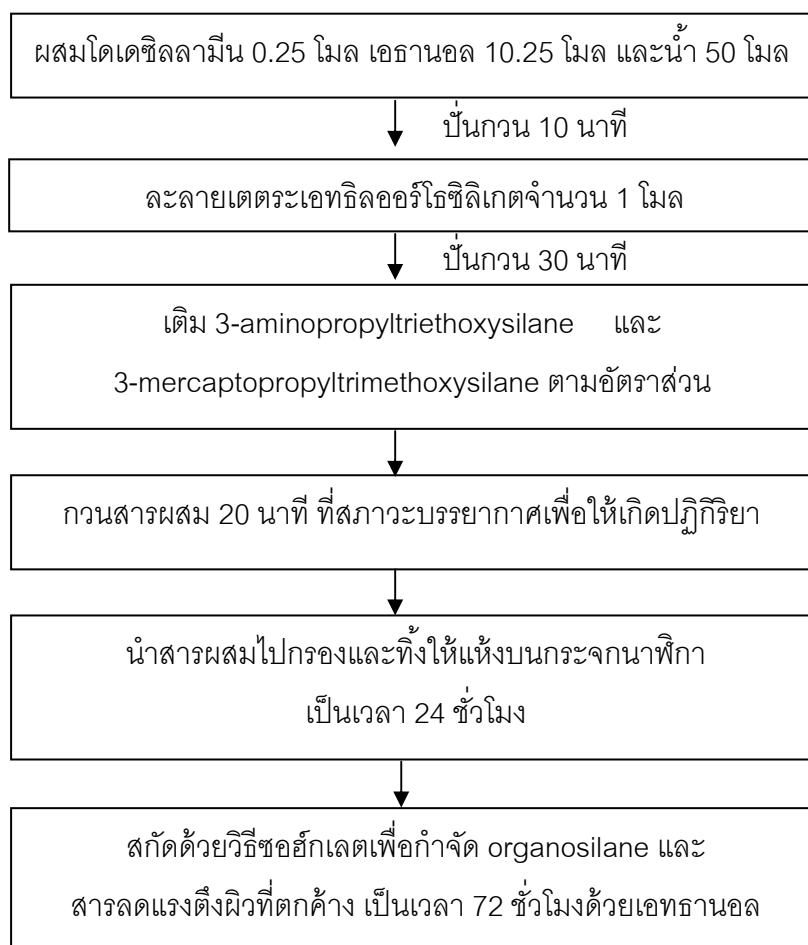 ผสมโดเดซิลลามีน 0.25 โมล เอธานอล 10.25 โมล และน้ำ 50 โมล
ปั่นกวน 10 นาที
ละลายเตตระเอทธิลออร์โธซิลิเกตจำนวน 1 โมล
ปั่นกวน 30 นาที
เติม 3-aminopropyltriethoxysilane และ
3-mercaptopropyltrimethoxysilane ตามอัตราส่วน
กวนสารผสม 20 นาที ที่สภาวะบรรยากาศเพื่อให้เกิดปฏิกิริยา
นำสารผสมไปกรองและทิ้งให้แห้งบนกระจกนาฬิกา
เป็นเวลา 24 ชั่วโมง
สกัดด้วยวิธีซอฮ์กเลตเพื่อกำจัด organosilane และ
สารลดแรงตึงผิวที่ตกค้าง เป็นเวลา 72 ชั่วโมงด้วยเอทธานอล